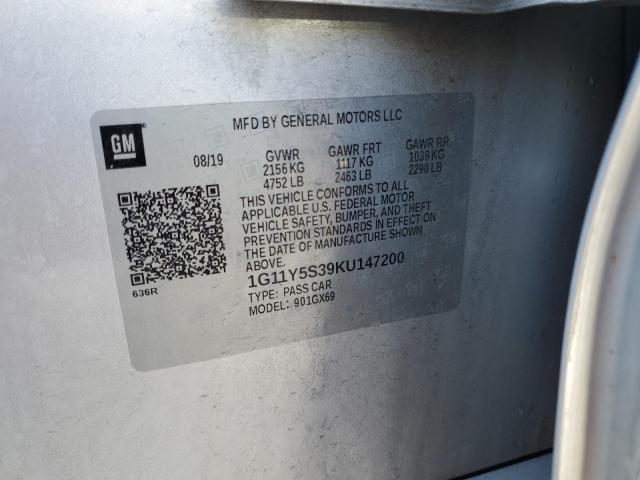 GM
MFD BY GENERAL MOTORS LLC
08/19 GVWR GAWR FRT GAWR RR
2156 KG 1117 KG 1039 KG
4752 LB 2463 LB 2290 LB
THIS VEHICLE CONFORMS TO ALL
APPLICABLE U.S. FEDERAL MOTOR
VEHICLE SAFETY, BUMPER, AND THEFT
PREVENTION STANDARDS IN EFFECT ON
THE DATE OF MANUFACTURE SHOWN
ABOVE.
1G11Y5S39KU147200
TYPE: PASS CAR
MODEL: 901GX69
636R